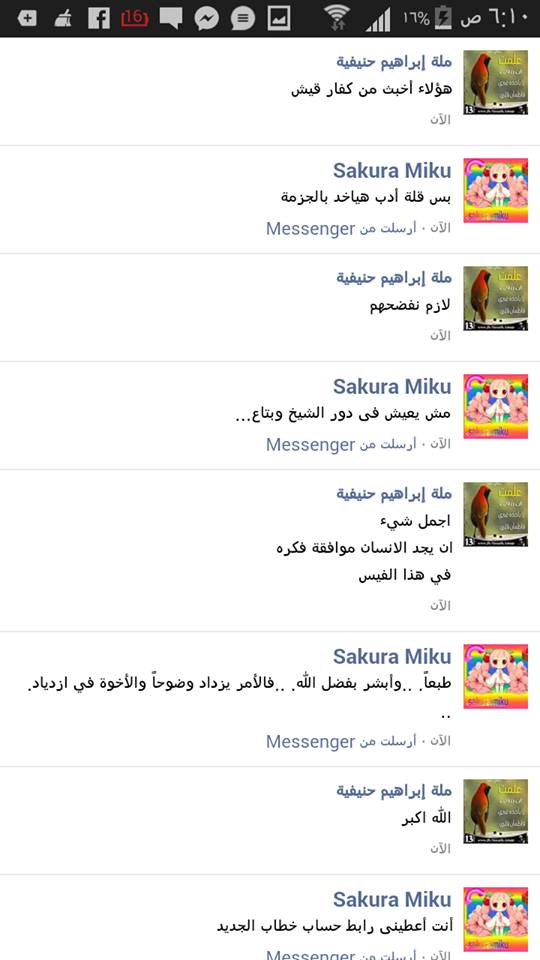 ٦:١٠ ص ١٦%
16
ملة إبراهيم حنيفية
هؤلاء أخبث من كفار قيش
الآن
Sakura Miku
بس قلة أدب هياخد بالجزمة
الآن · أرسلت من Messenger
ملة إبراهيم حنيفية
لازم نفضحهم
الآن
Sakura Miku
مش يعيش فى دور الشيخ وبتاع...
الآن · أرسلت من Messenger
ملة إبراهيم حنيفية
اجمل شيء
ان يجد الانسان موافقة فكره
في هذا الفيس
الآن
Sakura Miku
طبعاً. ..وأبشر بفضل الله. ..فالأمر يزداد وضوحاً والأخوة في ازدياد.
..
الآن · أرسلت من Messenger
ملة إبراهيم حنيفية
الله اكبر
الآن
Sakura Miku
أنت أعطينى رابط حساب خطاب الجديد
الآن · أرسلت من Messenger